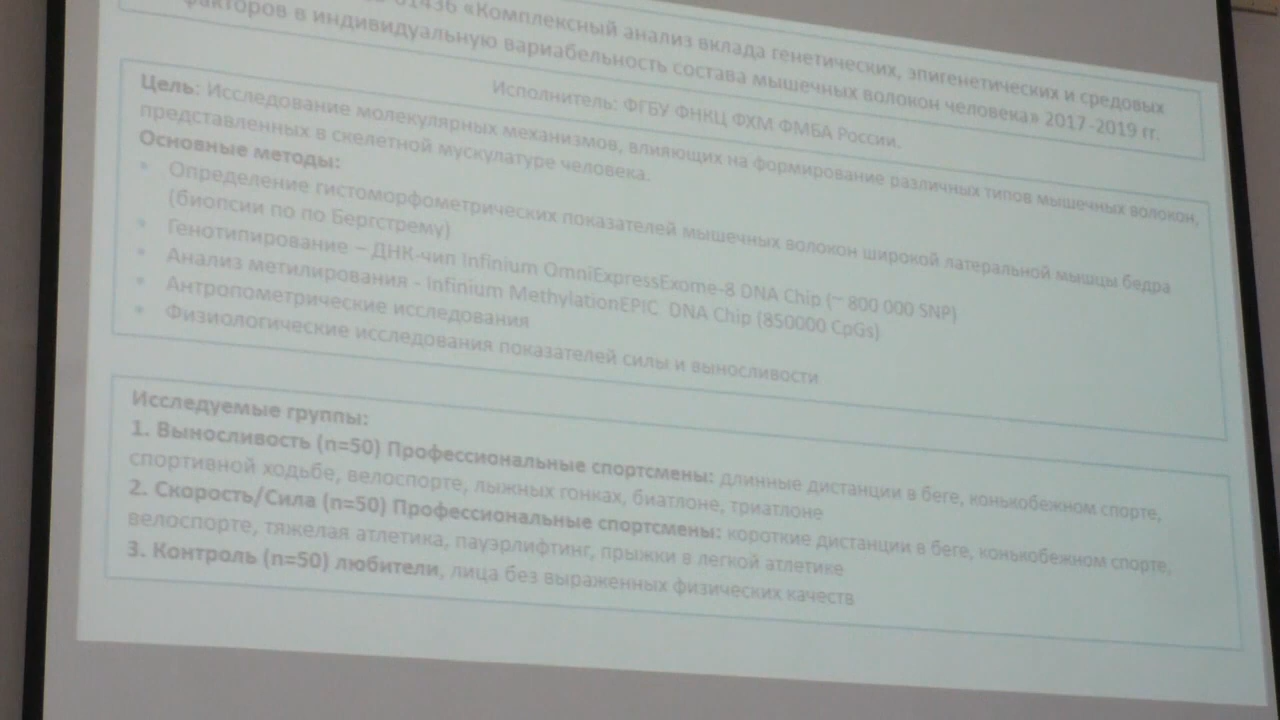 01436 «Комплексный анализ вклада генетических, эпигенетических и средовых
факторов в индивидуальную вариабельность состава мышечных волокон человека» 2017-2019 гг.
Исполнитель: ФГБУ ФНКЦ ФХМ ФМБА России.
Цель: Исследование молекулярных механизмов, влияющих на формирование различных типов мышечных волокон,
представленных в скелетной мускулатуре человека.
Основные методы:
• Определение гистоморфометрических показателей мышечных волокон широкой латеральной мышцы бедра
(биопсии по по Бергстрему)
• Генотипирование – ДНК-чип Infinium OmniExpressExome-8 DNA Chip (~ 800 000 SNP)
• Анализ метилирования - Infinium MethylationEPIC DNA Chip (850000 CpGs)
• Антропометрические исследования
• Физиологические исследования показателей силы и выносливости
Исследуемые группы:
1. Выносливость (n=50) Профессиональные спортсмены: длинные дистанции в беге, конькобежном спорте,
спортивной ходьбе, велоспорте, лыжных гонках, биатлоне, триатлоне
2. Скорость/Сила (n=50) Профессиональные спортсмены: короткие дистанции в беге, конькобежном спорте,
велоспорте, тяжелая атлетика, пауэрлифтинг, прыжки в легкой атлетике
3. Контроль (n=50) любители, лица без выраженных физических качеств